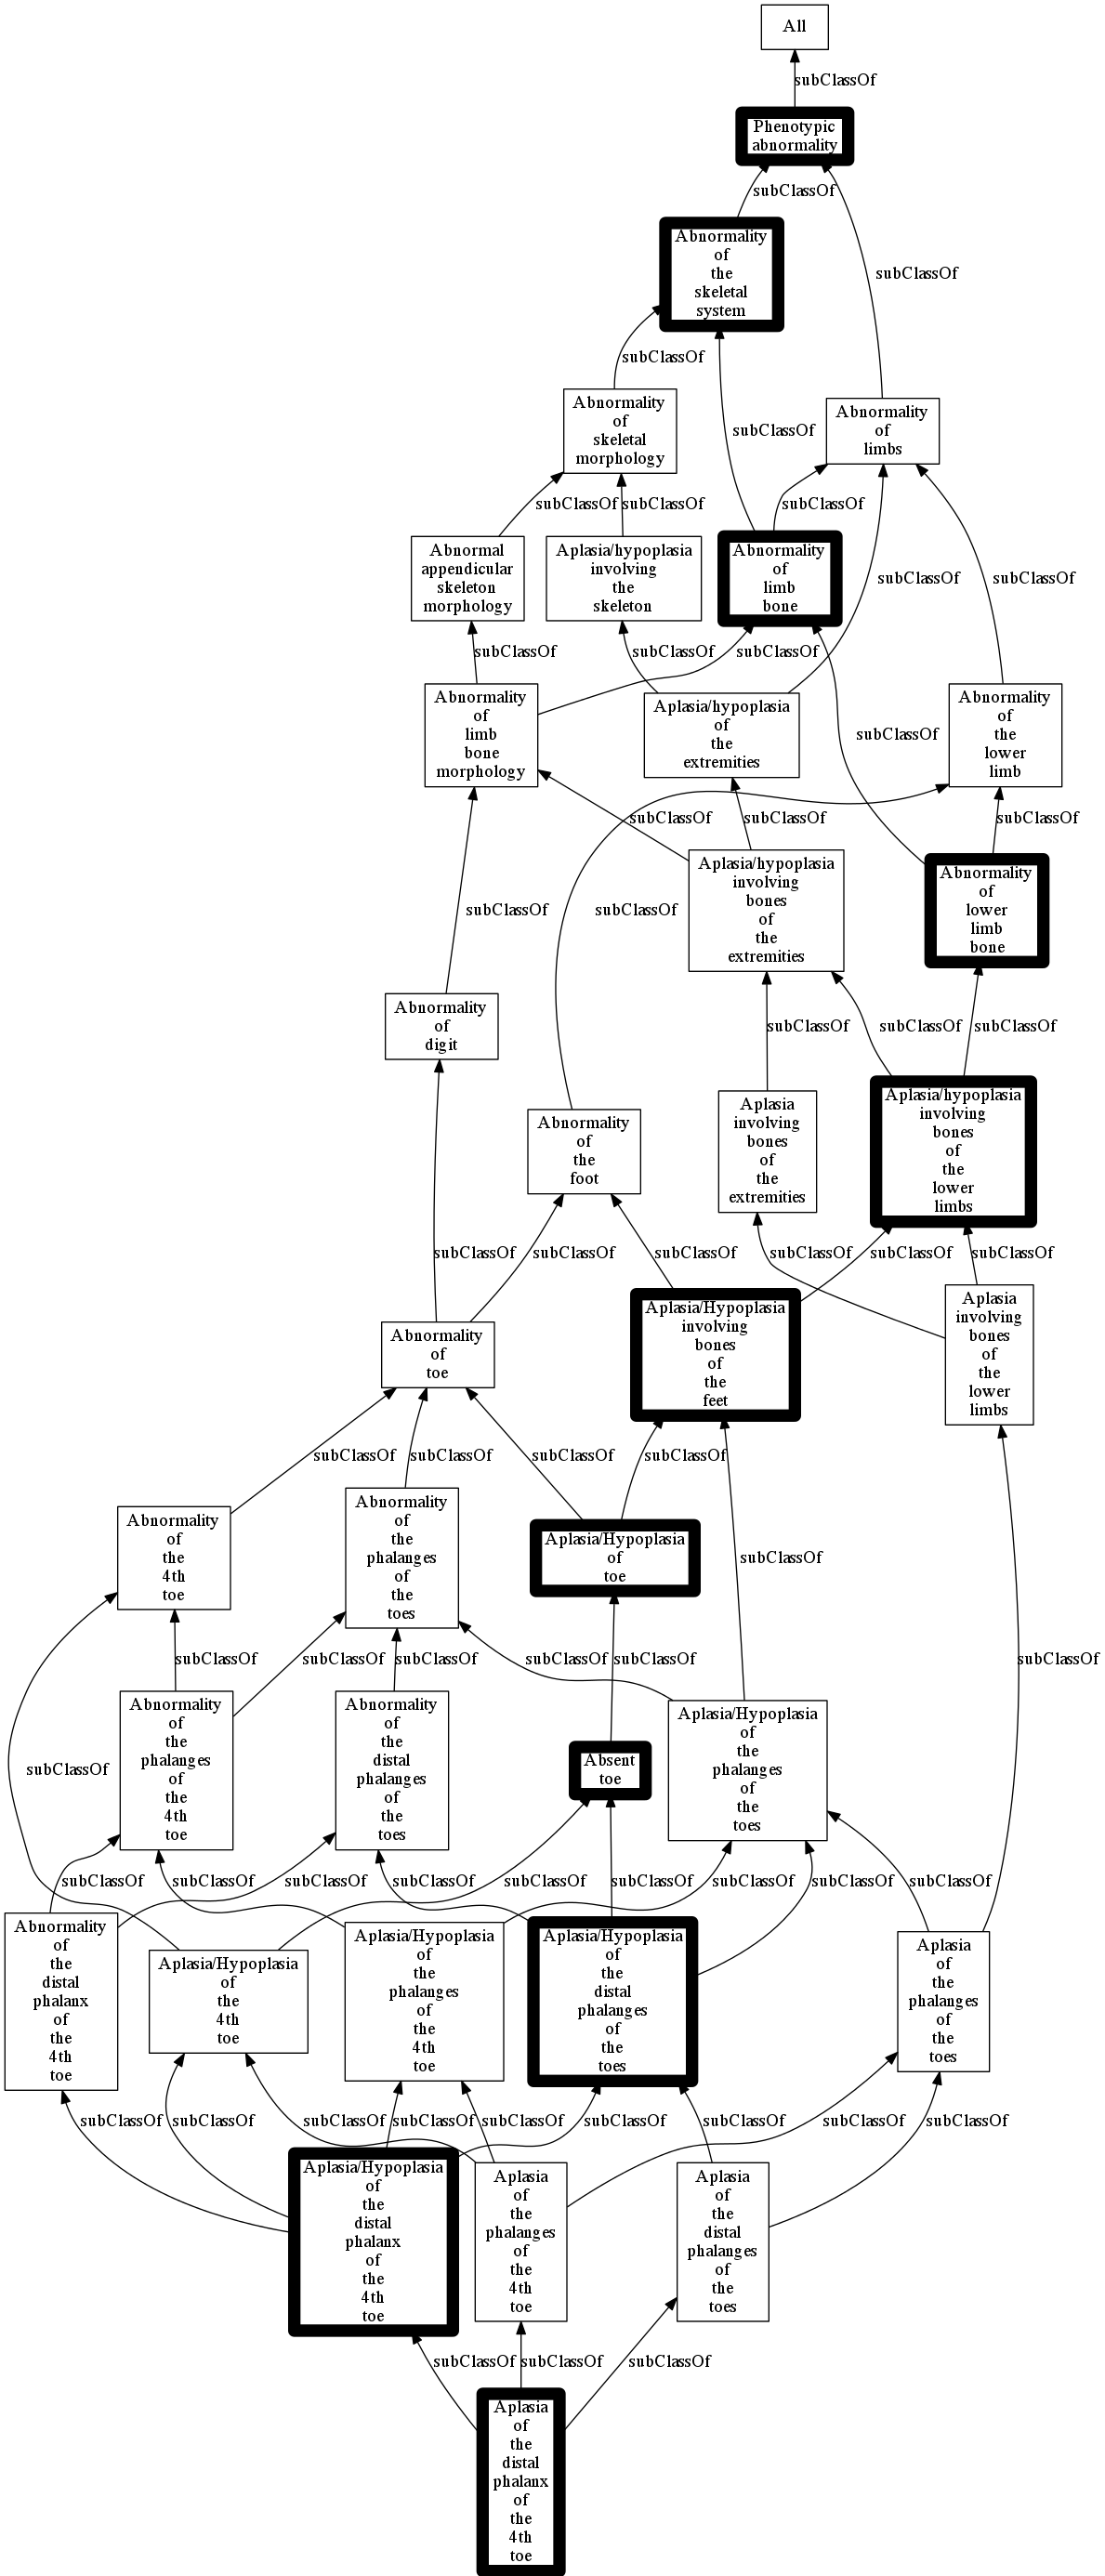 All
subClassOf
Phenotypic
abnormality
subClassOf
Abnormality
of
the
skeletal
system
subClassOf
subClassOf
Abnormality
of
skeletal
morphology
subClassOf
Abnormality
of
limbs
subClassOf
subClassOf
subClassOf
Abnormal
appendicular
skeleton
morphology
Aplasia/hypoplasia
involving
the
skeleton
Abnormality
of
limb
bone
subClassOf
subClassOf
subClassOf
subClassOf
subClassOf
Abnormality
of
limb
bone
morphology
Aplasia/hypoplasia
of
the
extremities
Abnormality
of
the
lower
limb
subClassOf
subClassOf
subClassOf
subClassOf
Aplasia/hypoplasia
involving
bones
of
the
extremities
Abnormality
of
lower
limb
bone
subClassOf
subClassOf
Abnormality
of
digit
subClassOf
subClassOf
subClassOf
Abnormality
of
the
foot
Aplasia
involving
bones
of
the
extremities
Aplasia/hypoplasia
involving
bones
of
the
lower
limbs
subClassOf
subClassOf
subClassOf
subClassOf
subClassOf
subClassOf
Abnormality
of
toe
Aplasia/Hypoplasia
involving
bones
of
the
feet
Aplasia
involving
bones
of
the
lower
limbs
subClassOf
subClassOf
subClassOf
subClassOf
Abnormality
of
the
4th
toe
Abnormality
of
the
phalanges
of
the
toes
Aplasia/Hypoplasia
of
toe
subClassOf
subClassOf
subClassOf
subClassOf
subClassOf
subClassOf
subClassOf
Abnormality
of
the
phalanges
of
the
4th
toe
Abnormality
of
the
distal
phalanges
of
the
toes
Absent
toe
Aplasia/Hypoplasia
of
the
phalanges
of
the
toes
subClassOf
subClassOf
subClassOf
subClassOf
subClassOf
subClassOf
subClassOf
subClassOf
subClassOf
subClassOf
Abnormality
of
the
distal
phalanx
of
the
4th
toe
Aplasia/Hypoplasia
of
the
4th
toe
Aplasia/Hypoplasia
of
the
phalanges
of
the
4th
toe
Aplasia/Hypoplasia
of
the
distal
phalanges
of
the
toes
Aplasia
of
the
phalanges
of
the
toes
subClassOf
subClassOf
subClassOf
subClassOf
subClassOf
subClassOf
subClassOf
subClassOf
subClassOf
Aplasia/Hypoplasia
of
the
distal
phalanx
of
the
4th
toe
Aplasia
of
the
phalanges
of
the
4th
toe
Aplasia
of
the
distal
phalanges
of
the
toes
subClassOf
subClassOf
subClassOf
Aplasia
of
the
distal
phalanx
of
the
4th
toe